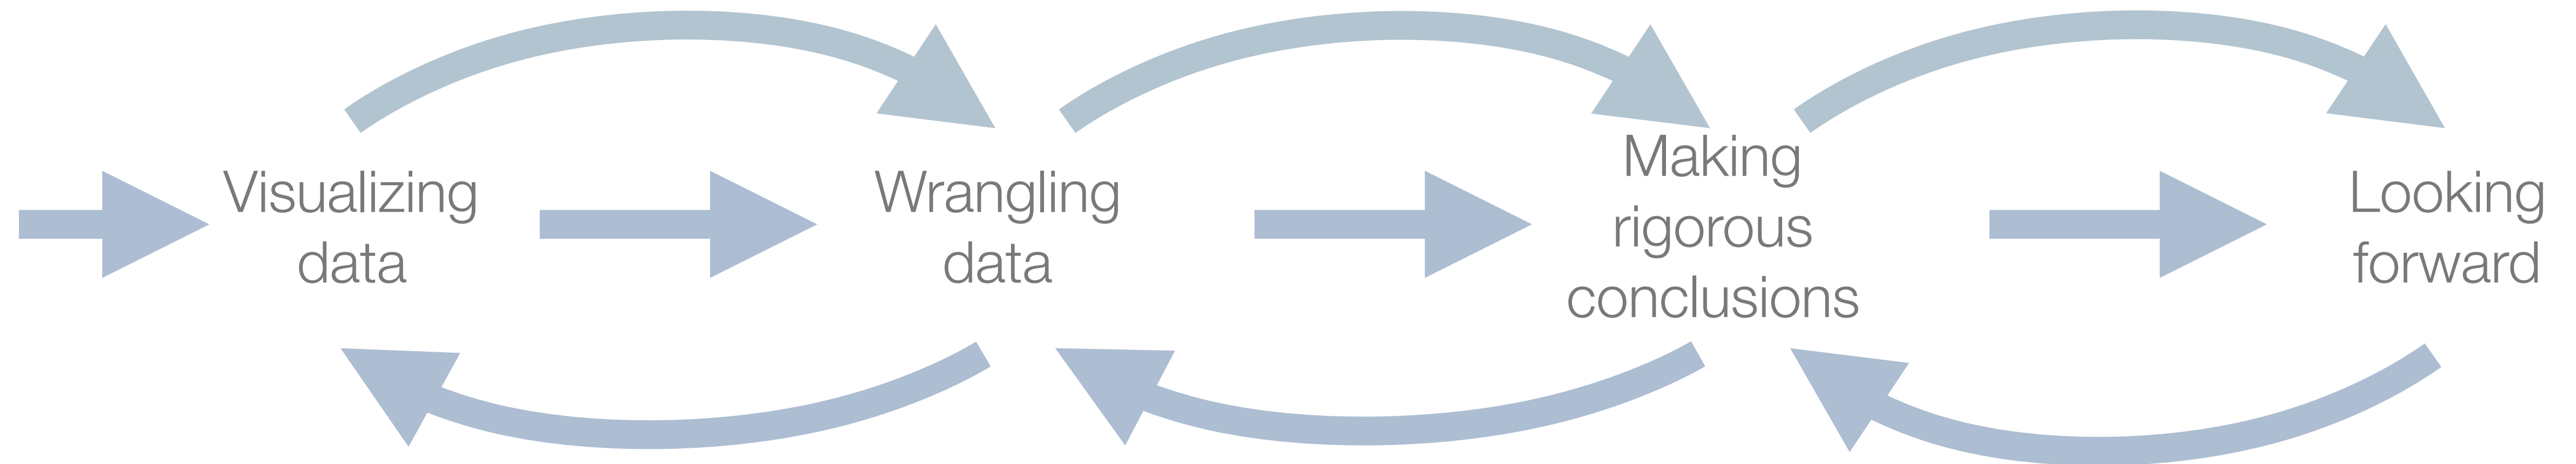 Visualizing
data
Wrangling
data
Making
rigorous
conclusions
Looking
forward